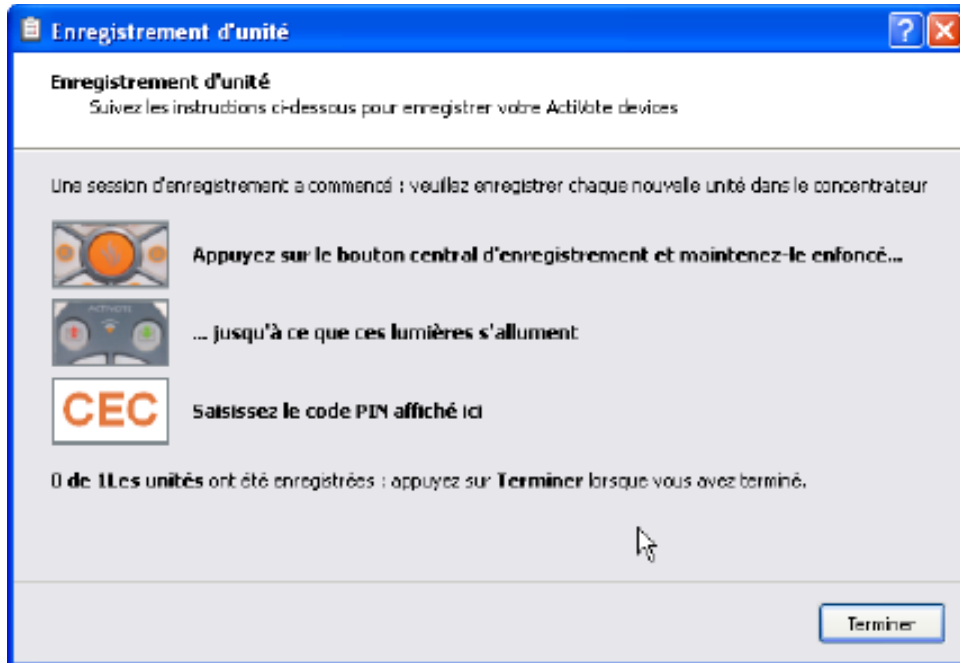 Enregistrement d'unité
Enregistrement d'unité
Suivez les instructions ci-dessous pour enregistrer votre ActiVote devices
Une session d'enregistrement a commencé : veuillez enregistrer chaque nouvelle unité dans le concentrateur
Appuyez sur le bouton central d'enregistrement et maintenez-le enfoncé...
ACTIVOTE
... jusqu'à ce que ces lumières s'allument
CEC
Saisissez le code PIN affiché ici
0 de 1Les unités ont été enregistrées : appuyez sur Terminer lorsque vous avez terminé.
Terminer